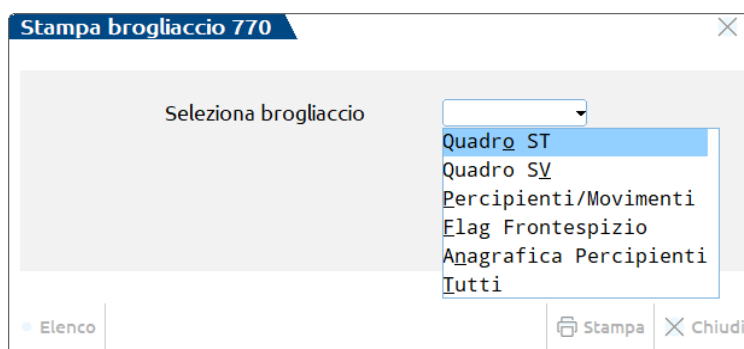 Stampa brogliaccio 770
Seleziona brogliaccio
Quadro ST
Quadro SV
Percipienti/Movimenti
Flag Frontespizio
Anagrafica Percipienti
Tutti
Elenco
Stampa
Chiudi